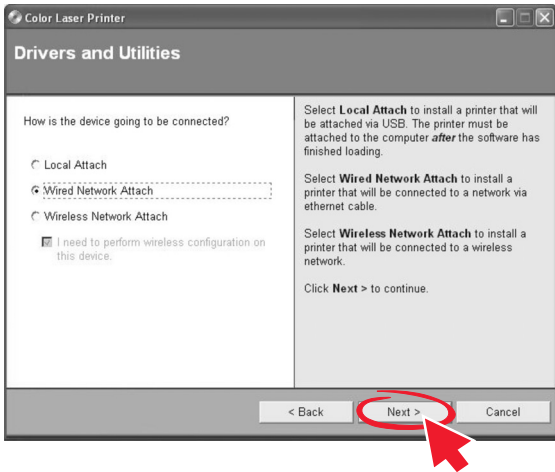 Color Laser Printer
Drivers and Utilities
How is the device going to be connected?
Local Attach
Wired Network Attach
Wireless Network Attach
I need to perform wireless configuration on
this device.
Select Local Attach to install a printer that will
be attached via USB. The printer must be
attached to the computer after the software has
finished loading.
Select Wired Network Attach to install a
printer that will be connected to a network via
ethernet cable.
Select Wireless Network Attach to install a
printer that will be connected to a wireless
network.
Click Next > to continue.
< Back
Next >
Cancel